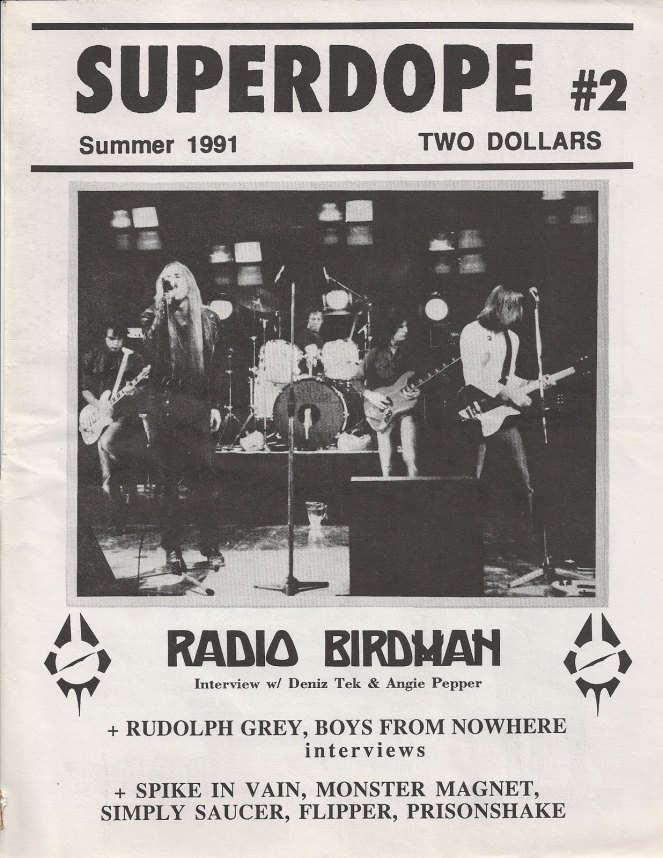 SUPERDOPE #2
Summer 1991 TWO DOLLARS
RADIO BIRDMAN
Interview w/ Deniz Tek & Angie Pepper
+ RUDOLPH GREY, BOYS FROM NOWHERE
interviews
+ SPIKE IN VAIN, MONSTER MAGNET,
SIMPLY SAUCER, FLIPPER, PRISONSHAKE